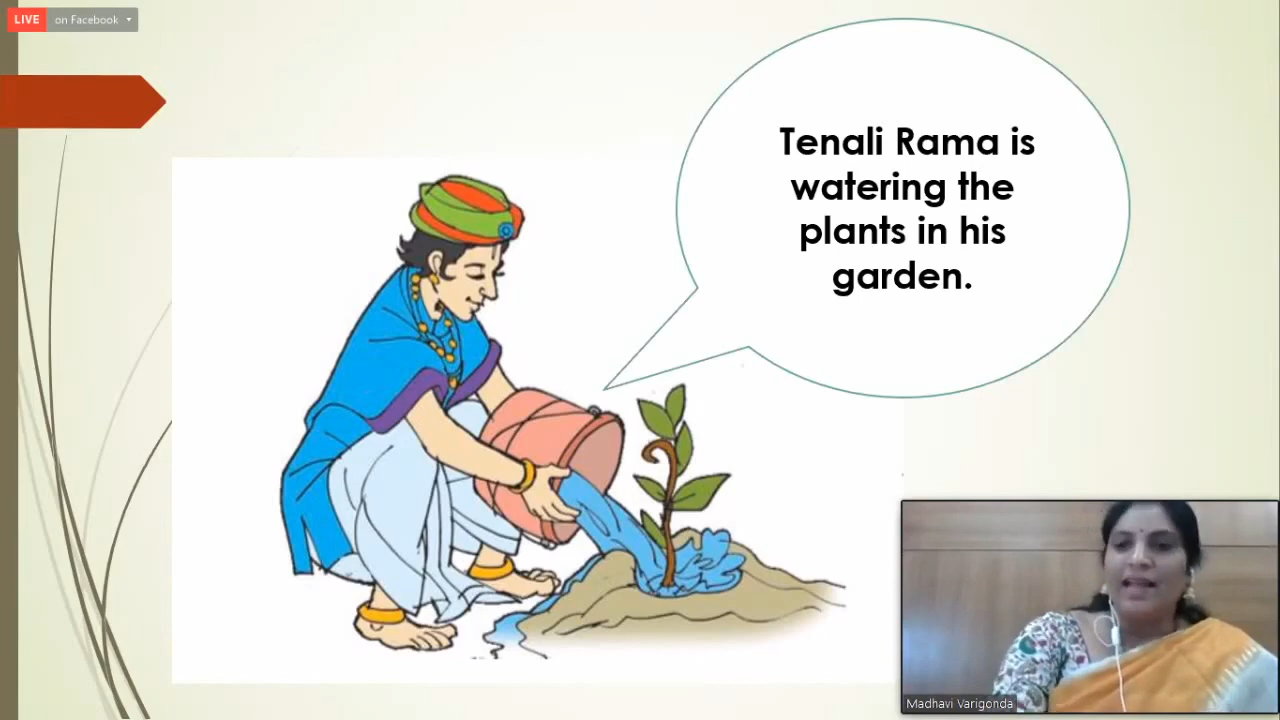 LIVE on Facebook
Tenali Rama is
watering the
plants in his
garden.
Madhavi Varigonda